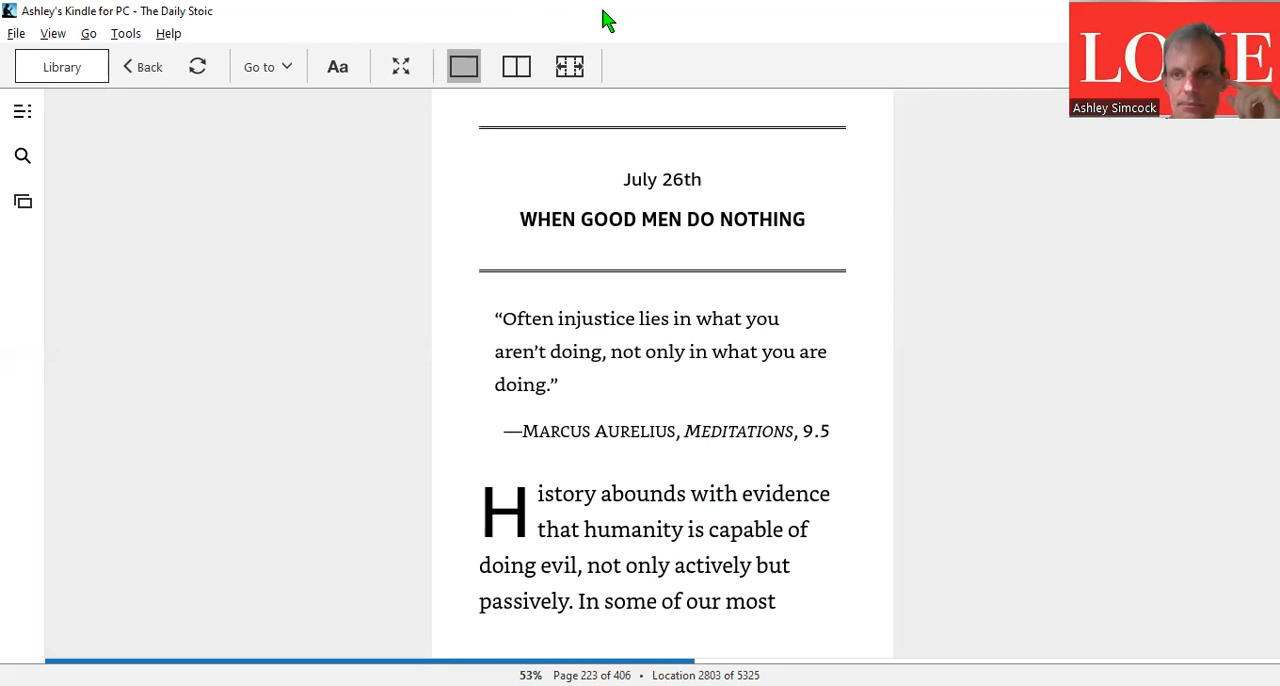 Ashley's Kindle for PC - The Daily Stoic
File View Go Tools Help
Library Back Go to Aa
LO E
Ashley Simcock
July 26th
WHEN GOOD MEN DO NOTHING
“Often injustice lies in what you
aren’t doing, not only in what you are
doing.”
—MARCUS AURELIUS, MEDITATIONS, 9.5
History abounds with evidence
that humanity is capable of
doing evil, not only actively but
passively. In some of our most
53% Page 223 of 406 • Location 2803 of 5325